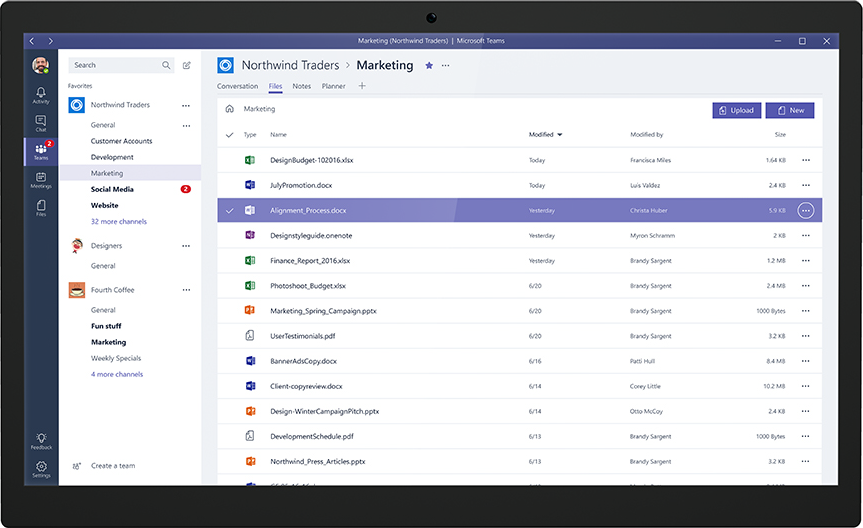 Marketing (Northwind Traders) | Microsoft Teams
Activity
Chat
2
Teams
Meetings
Files
Feedback
Settings
Search
Favorites
Northwind Traders
General
Customer Accounts
Development
Marketing
Social Media 2
Website
32 more channels
Designers
General
Fourth Coffee
General
Fun stuff
Marketing
Weekly Specials
4 more channels
Create a team
Northwind Traders > Marketing
Conversation Files Notes Planner
Marketing
Upload New
Type Name Modified Modified by Size
DesignBudget-102016.xlsx Today Francisca Miles 1.64 KB
JulyPromotion.docx Today Luis Valdez 2.4 KB
Alignment_Process.docx Yesterday Christa Huber 5.9 KB
Designstyleguide.onenote Yesterday Myron Schramm 2 KB
Finance_Report_2016.xlsx Yesterday Brandy Sargent 1.2 MB
Photoshoot_Budget.xlsx 6/20 Brandy Sargent 2.4 KB
Marketing_Spring_Campaign.pptx 6/20 Brandy Sargent 1000 Bytes
UserTestimonials.pdf 6/20 Brandy Sargent 3.2 KB
BannerAdsCopy.docx 6/16 Patti Hull 8.4 MB
Client-copyreview.docx 6/14 Corey Little 10.2 MB
Design-WinterCampaignPitch.pptx 6/14 Otto McCoy 2.4 KB
DevelopmentSchedule.pdf 6/13 Brandy Sargent 1000 Bytes
Northwind_Press_Articles.pptx 6/13 Brandy Sargent 3.2 KB